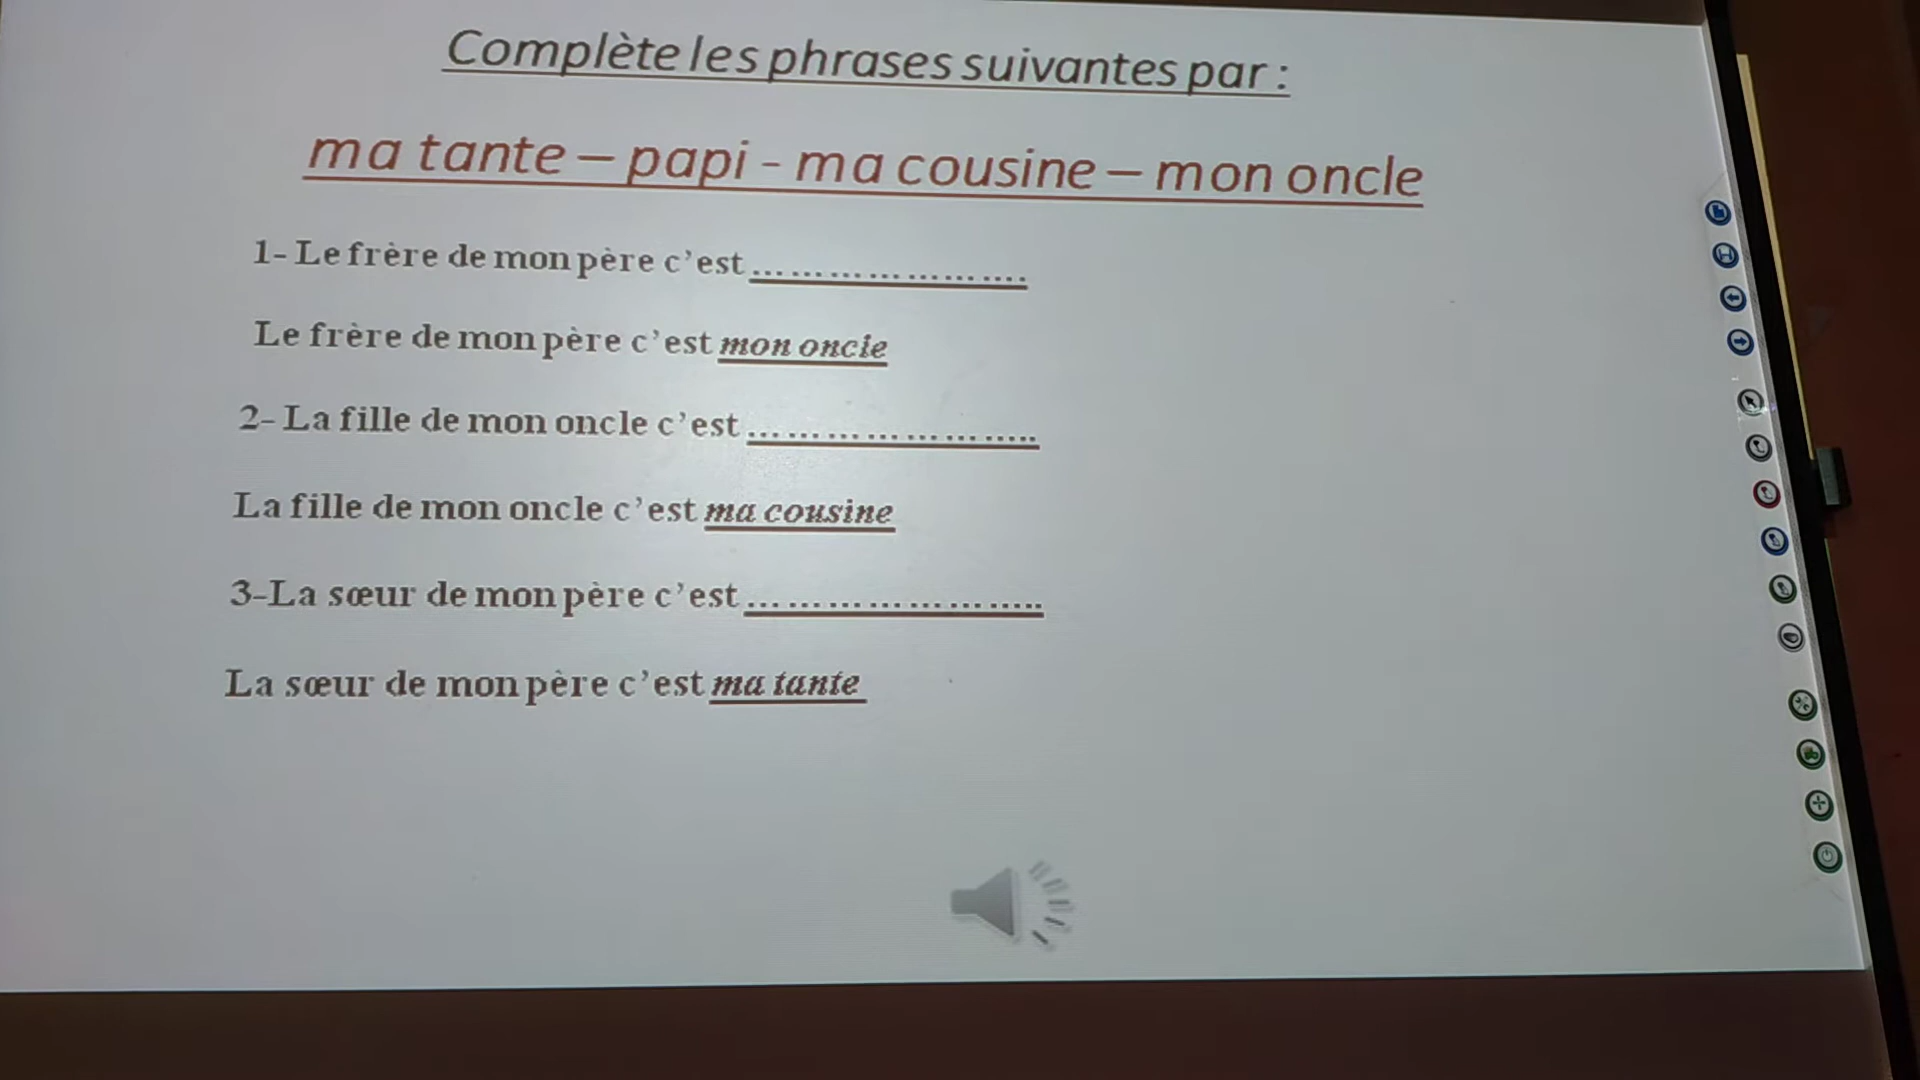 Complète les phrases suivantes par :
ma tante – papi - ma cousine – mon oncle
1- Le frère de mon père c’est ……………………
Le frère de mon père c’est mon oncle
2- La fille de mon oncle c’est ……………………..
La fille de mon oncle c’est ma cousine
3-La sœur de mon père c’est ……………………..
La sœur de mon père c’est ma tante